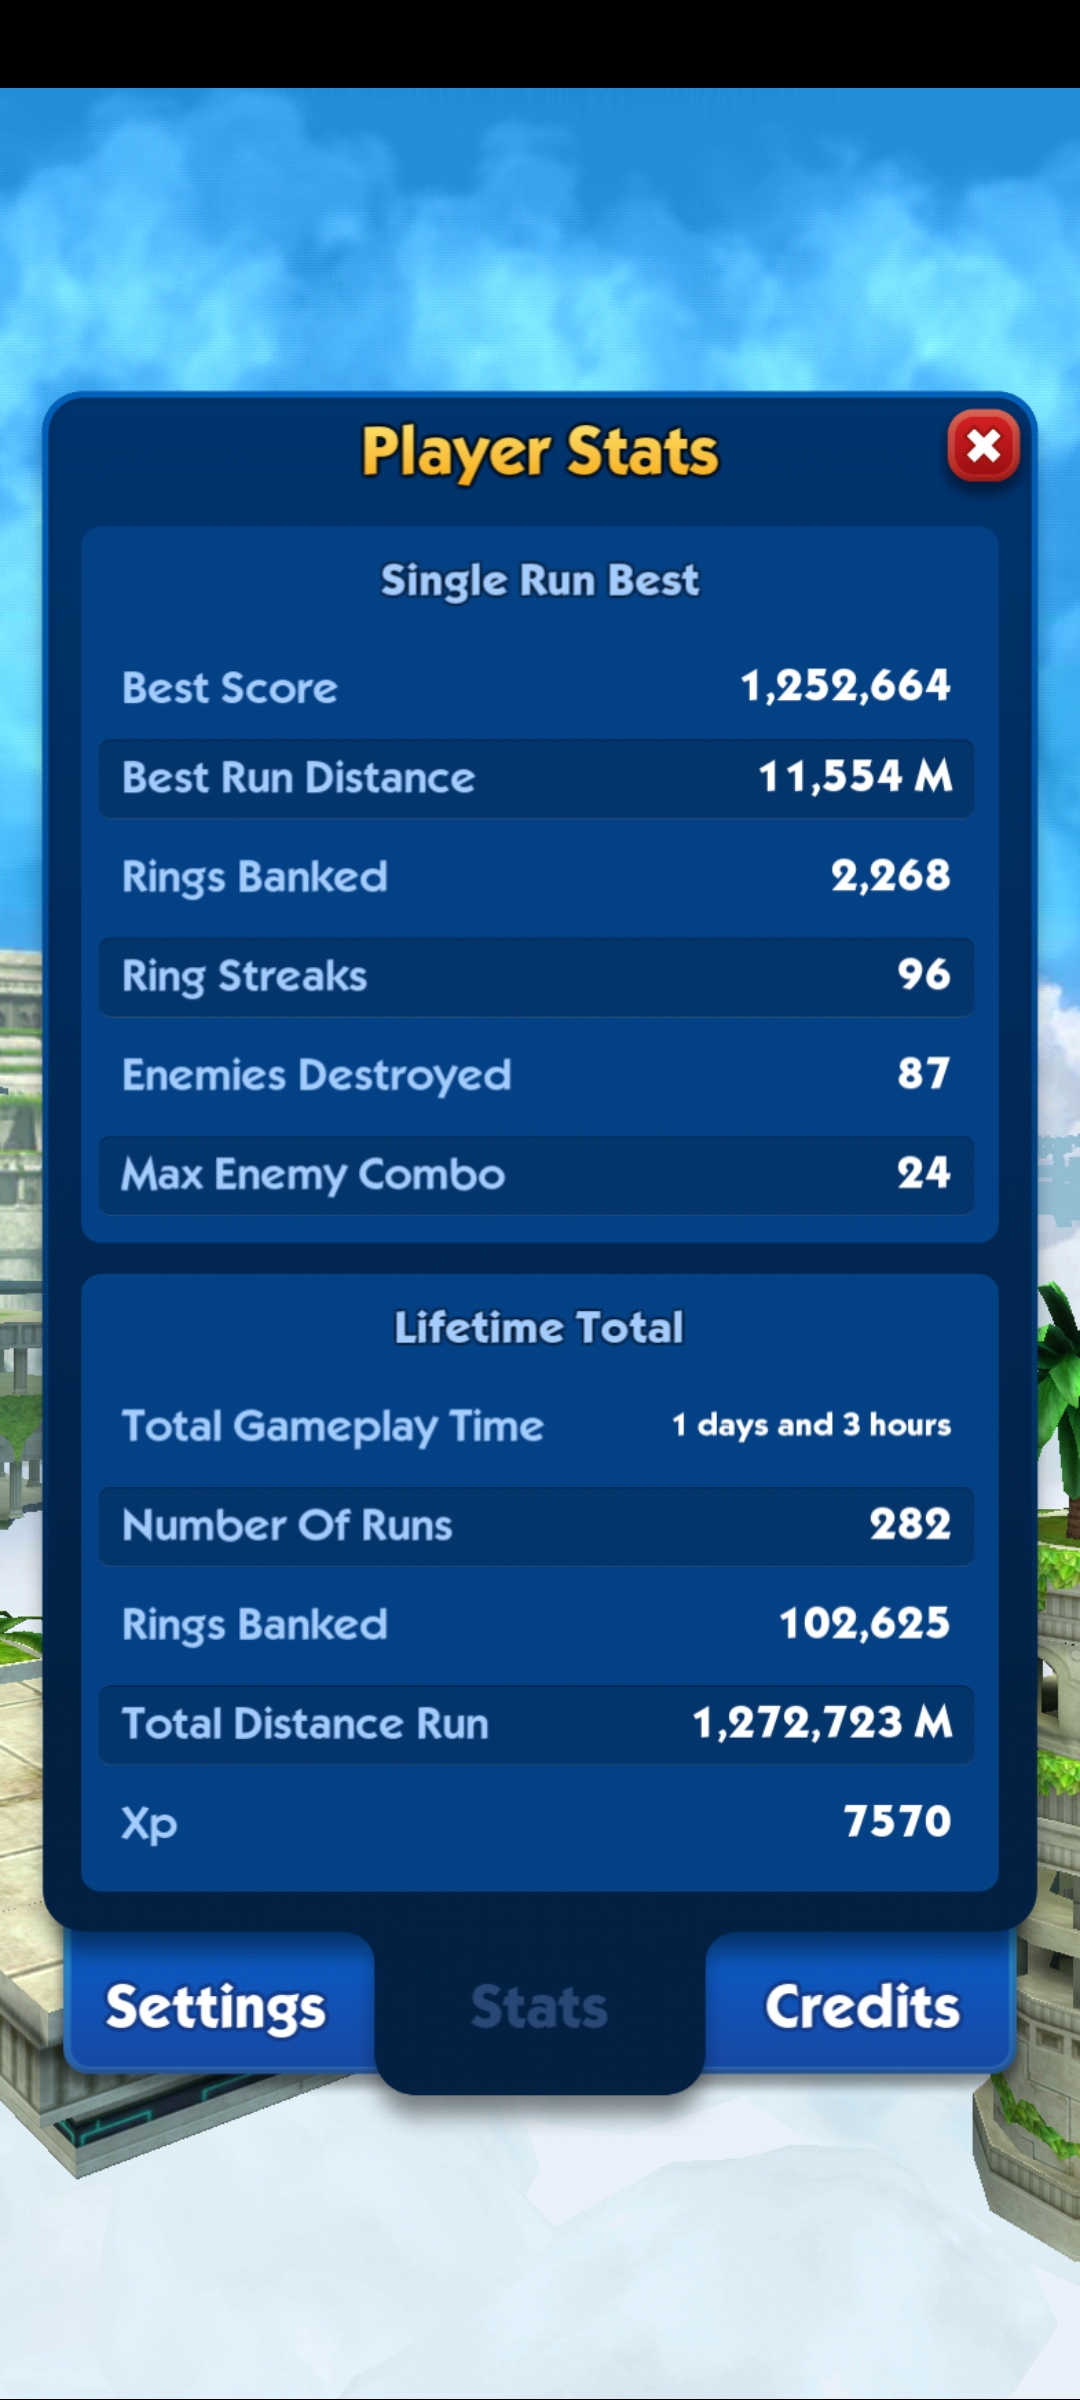 Player Stats
Single Run Best
Best Score 1,252,664
Best Run Distance 11,554 M
Rings Banked 2,268
Ring Streaks 96
Enemies Destroyed 87
Max Enemy Combo 24
Lifetime Total
Total Gameplay Time 1 days and 3 hours
Number Of Runs 282
Rings Banked 102,625
Total Distance Run 1,272,723 M
Xp 7570
Settings Stats Credits